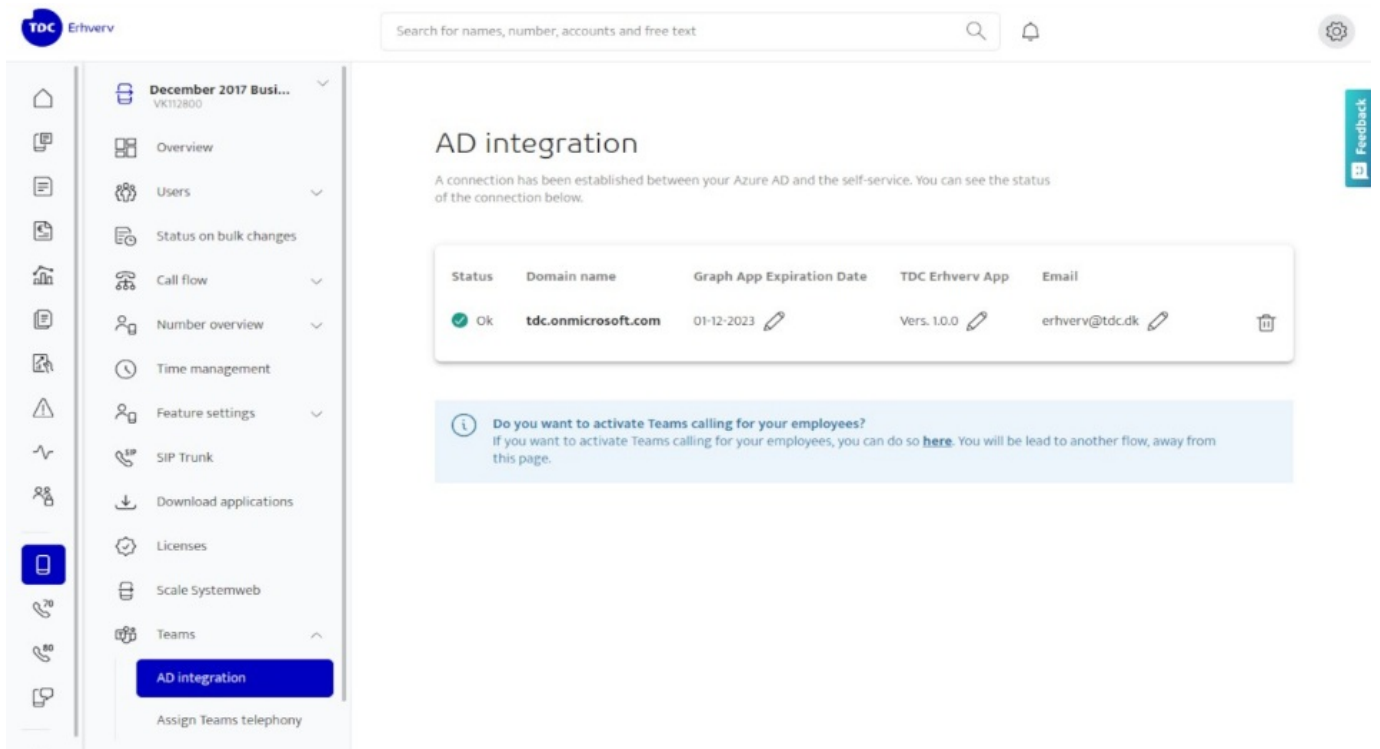 TDC Erhverv
Search for names, number, accounts and free text
December 2017 Busi...
VK112800
Overview
Users
Status on bulk changes
Call flow
Number overview
Time management
Feature settings
SIP
SIP Trunk
Download applications
Licenses
Scale Systemweb
Teams
AD integration
Assign Teams telephony
70
80
AD integration
A connection has been established between your Azure AD and the self-service. You can see the status
of the connection below.
Status Domain name Graph App Expiration Date TDC Erhverv App Email
Ok tdc.onmicrosoft.com 01-12-2023 Vers. 1.0.0 erhverv@tdc.dk
Do you want to activate Teams calling for your employees?
If you want to activate Teams calling for your employees, you can do so here. You will be lead to another flow, away from
this page.
Feedback